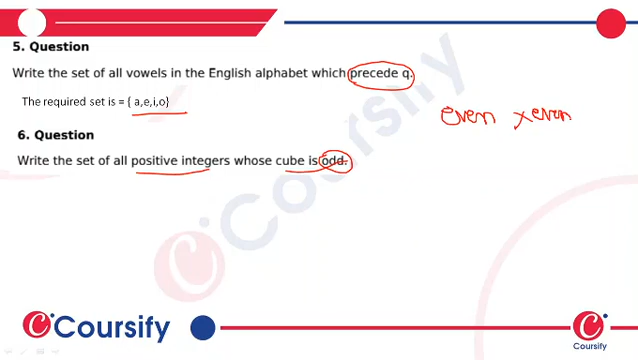 5. Question
Write the set of all vowels in the English alphabet which precede q.
The required set is = { a,e,i,o}
even xeven
6. Question
Write the set of all positive integers whose cube is odd.
Coursify
Coursify
Coursify